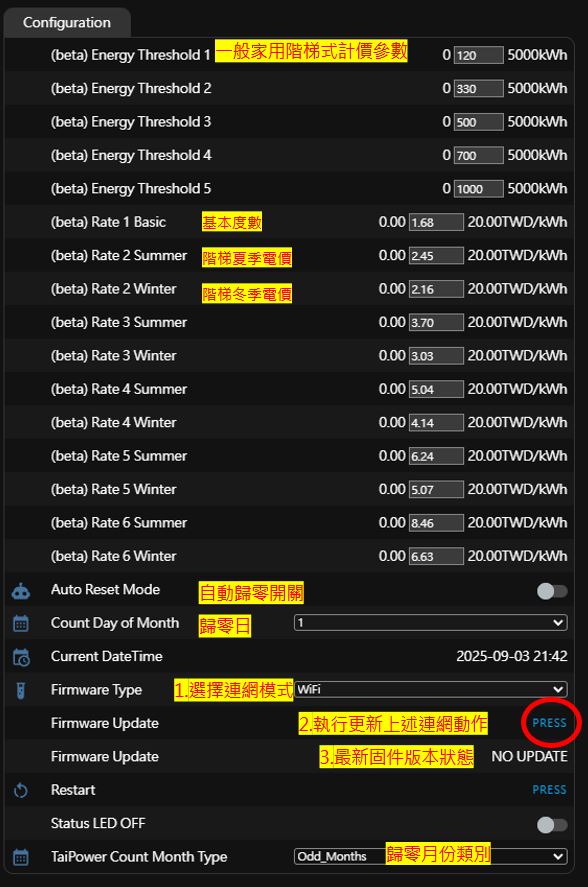 Configuration
(beta) Energy Threshold 1 一般家用階梯式計價參數 0 120 5000kWh
(beta) Energy Threshold 2 0 330 5000kWh
(beta) Energy Threshold 3 0 500 5000kWh
(beta) Energy Threshold 4 0 700 5000kWh
(beta) Energy Threshold 5 0 1000 5000kWh
(beta) Rate 1 Basic 基本度數 0.00 1.68 20.00TWD/kWh
(beta) Rate 2 Summer 階梯夏季電價 0.00 2.45 20.00TWD/kWh
(beta) Rate 2 Winter 階梯冬季電價 0.00 2.16 20.00TWD/kWh
(beta) Rate 3 Summer 0.00 3.70 20.00TWD/kWh
(beta) Rate 3 Winter 0.00 3.03 20.00TWD/kWh
(beta) Rate 4 Summer 0.00 5.04 20.00TWD/kWh
(beta) Rate 4 Winter 0.00 4.14 20.00TWD/kWh
(beta) Rate 5 Summer 0.00 6.24 20.00TWD/kWh
(beta) Rate 5 Winter 0.00 5.07 20.00TWD/kWh
(beta) Rate 6 Summer 0.00 8.46 20.00TWD/kWh
(beta) Rate 6 Winter 0.00 6.63 20.00TWD/kWh
Auto Reset Mode 自動歸零開關
Count Day of Month 歸零日 1
Current DateTime 2025-09-03 21:42
Firmware Type 1.選擇連網模式 WiFi
Firmware Update 2.執行更新上述連網動作 PRESS
Firmware Update 3.最新固件版本狀態 NO UPDATE
Restart PRESS
Status LED OFF
TaiPower Count Month Type Odd_Months 歸零月份類別